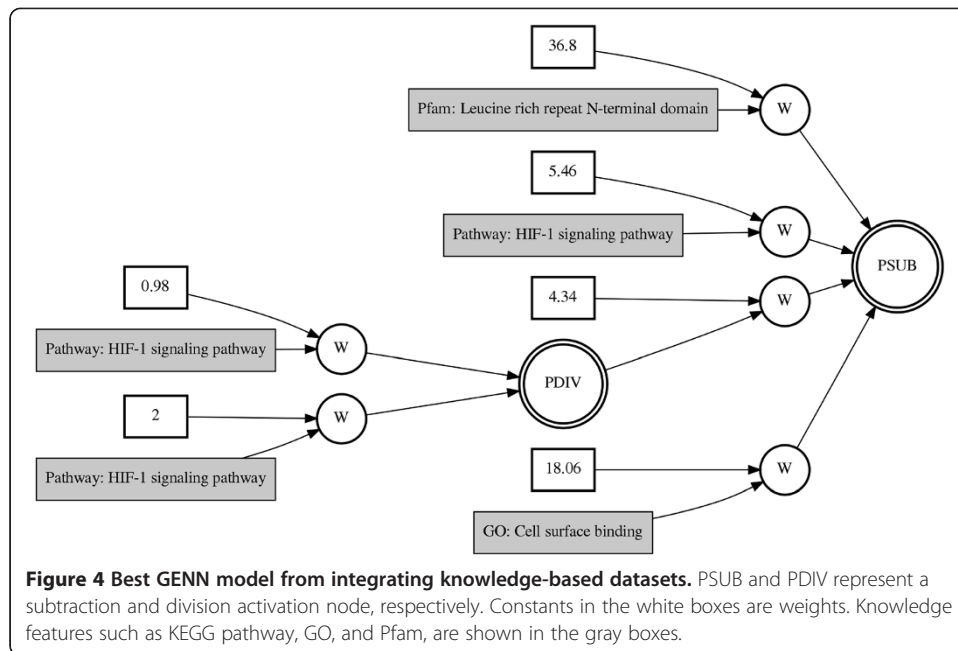 36.8
Pfam: Leucine rich repeat N-terminal domain
W
5.46
Pathway: HIF-1 signaling pathway
W
PSUB
0.98
4.34
W
Pathway: HIF-1 signaling pathway
W
PDIV
2
W
Pathway: HIF-1 signaling pathway
18.06
W
GO: Cell surface binding
Figure 4 Best GENN model from integrating knowledge-based datasets. PSUB and PDIV represent a
subtraction and division activation node, respectively. Constants in the white boxes are weights. Knowledge
features such as KEGG pathway, GO, and Pfam, are shown in the gray boxes.